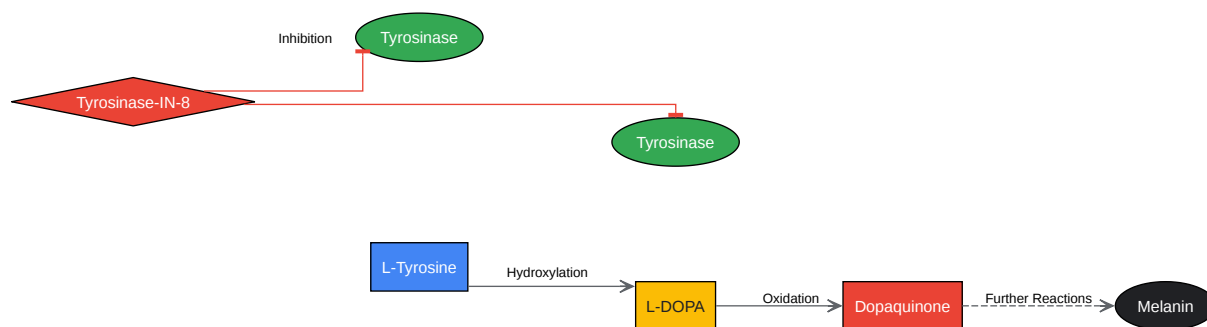 Inhibition
Tyrosinase
Tyrosinase-IN-8
Tyrosinase
L-Tyrosine
Hydroxylation
L-DOPA
Oxidation
Dopaquinone
Further Reactions
Melanin